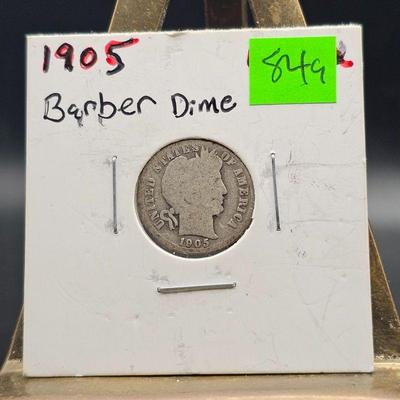 1905
849
Barber Dime
UNITED STATES OF AMERICA
1905